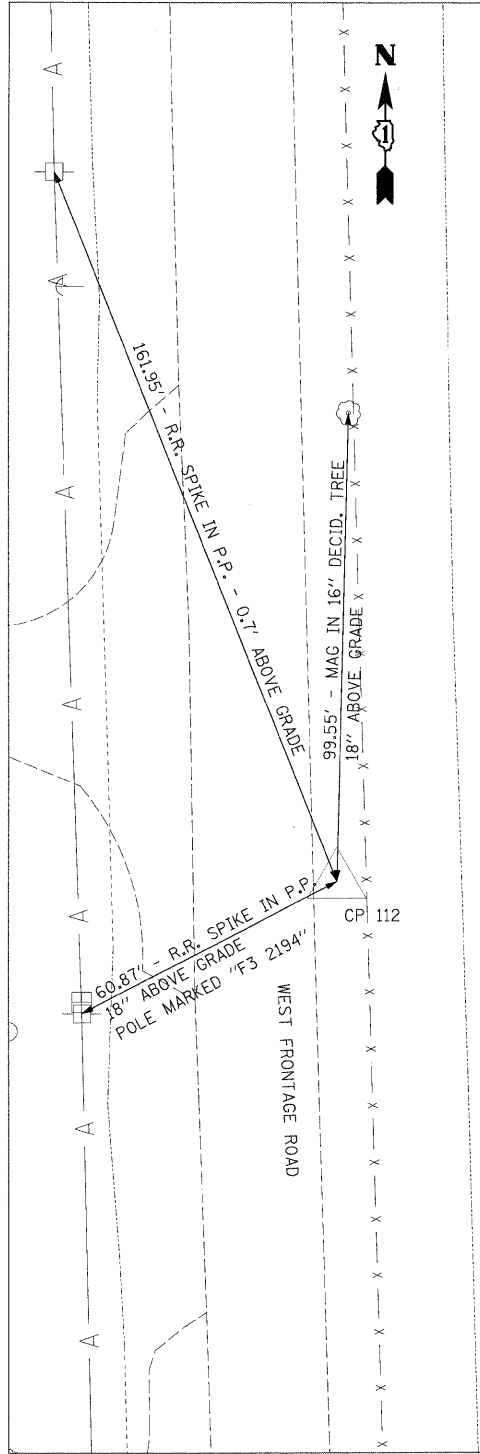 A
N
1
A
161.95' - R.R. SPIKE IN P.P. - 0.7' ABOVE GRADE
A
99.55' - MAG IN 16" DECID. TREE
18" ABOVE GRADE
A
CP 112
60.87' - R.R. SPIKE IN P.P.
18" ABOVE GRADE
POLE MARKED "F3 2194"
WEST FRONTAGE ROAD
A
A